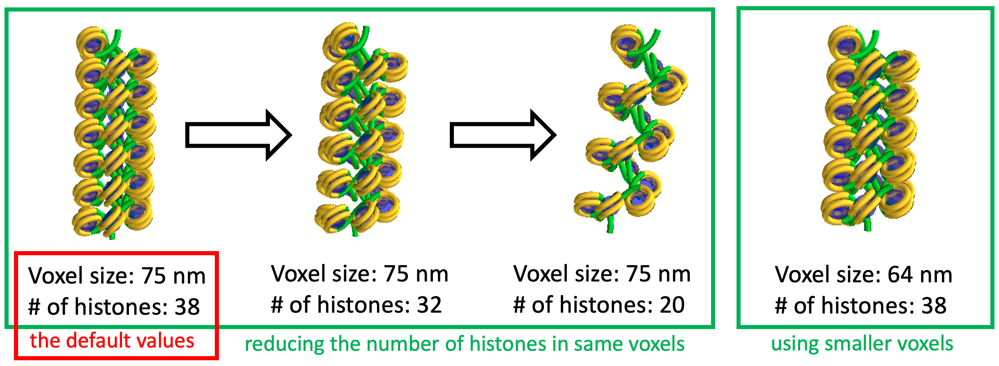 Voxel size: 75 nm
# of histones: 38
the default values
Voxel size: 75 nm
# of histones: 32
Voxel size: 75 nm
# of histones: 20
reducing the number of histones in same voxels
Voxel size: 64 nm
# of histones: 38
using smaller voxels